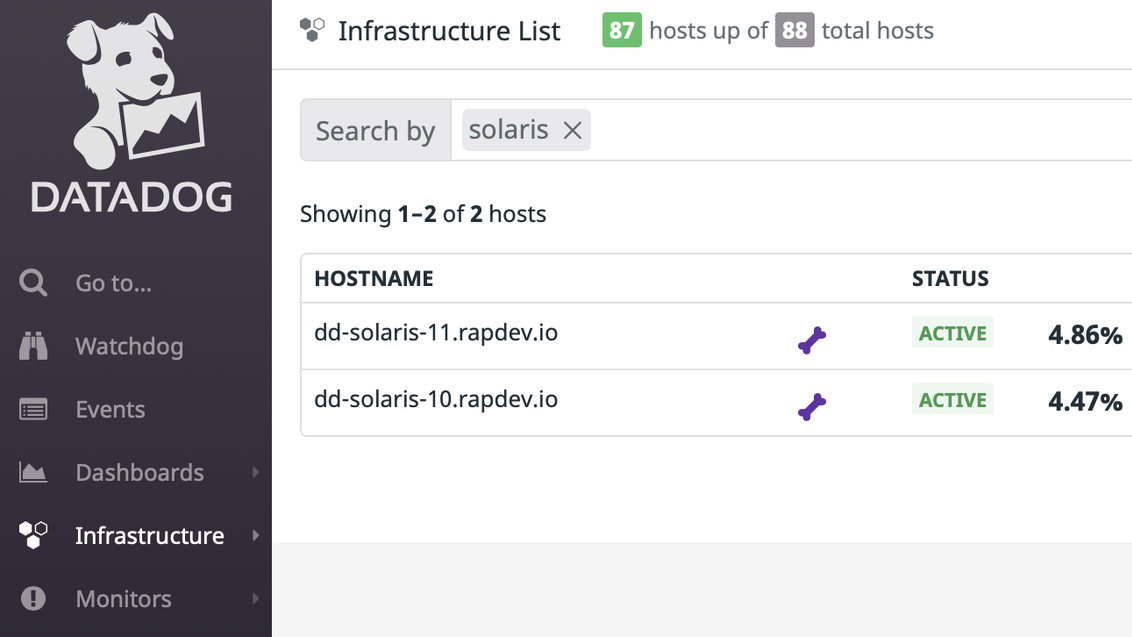 DATADOG
Go to...
Watchdog
Events
Dashboards
Infrastructure
Monitors
Infrastructure List 87 hosts up of 88 total hosts
Search by solaris
Showing 1–2 of 2 hosts
HOSTNAME STATUS
dd-solaris-11.rapdev.io ACTIVE 4.86%
dd-solaris-10.rapdev.io ACTIVE 4.47%